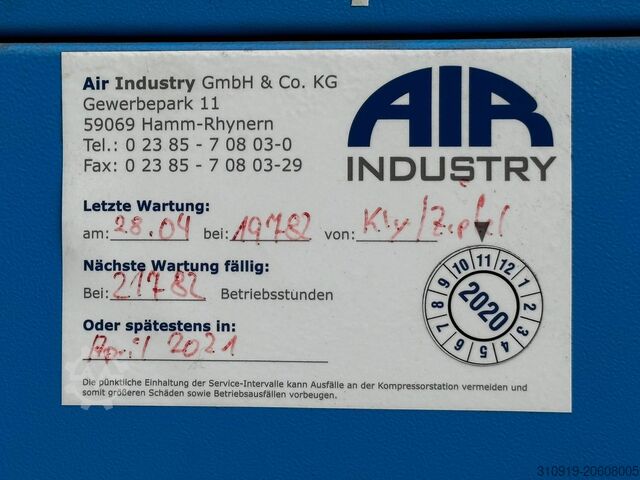 Air Industry GmbH & Co. KG
Gewerbepark 11
59069 Hamm-Rhynern
Tel.: 0 23 85 - 7 08 03-0
Fax: 0 23 85 - 7 08 03-29
AIR
INDUSTRY
Letzte Wartung:
am: 28.04 bei: 19782 von:
Nächste Wartung fällig:
Bei: 21782 Betriebsstunden
Oder spätestens in:
April 2021
1 2 3 4 5 6 7 8 9 10 11 12
2020
Die pünktliche Einhaltung der Service-Intervalle kann Ausfälle an der Kompressorstation vermeiden und
somit größeren Schäden sowie Betriebsausfällen vorbeugen.
310919-20608005